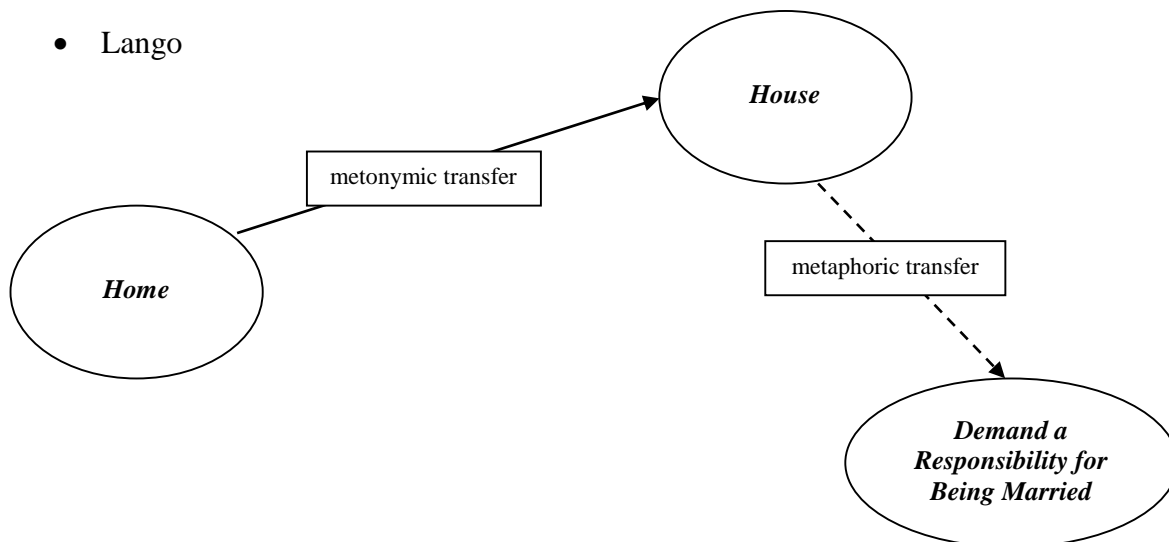 • Lango
House
metonymic transfer
metaphoric transfer
Home
Demand a
Responsibility for
Being Married